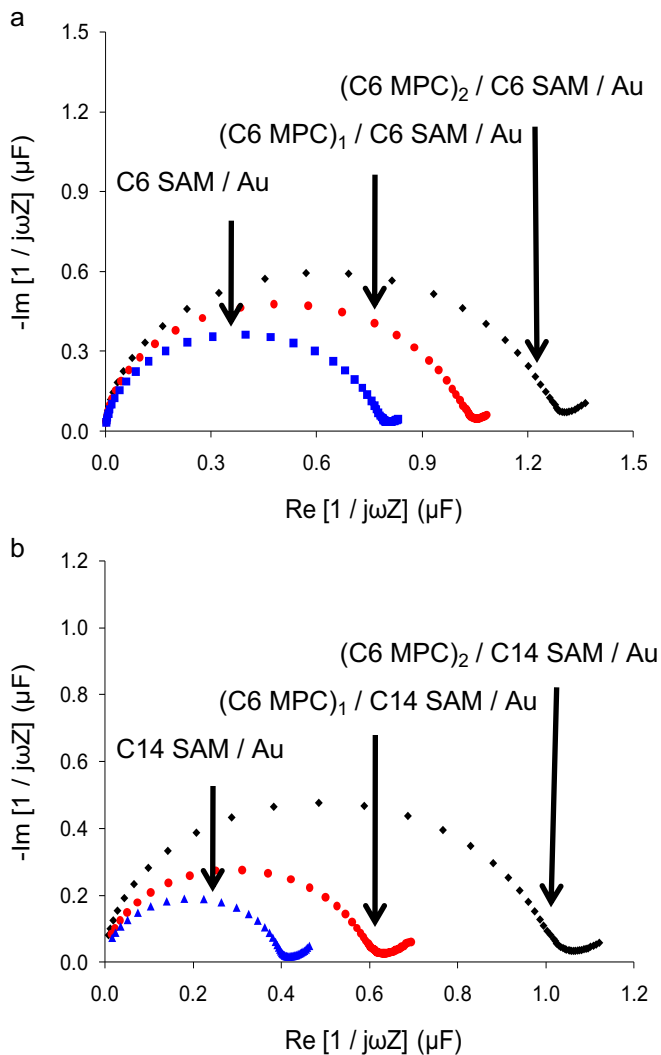 a
1.5
1.2
0.9
0.6
0.3
0.0
-Im [1 / jωZ] (µF)
(C6 MPC)₂ / C6 SAM / Au
(C6 MPC)₁ / C6 SAM / Au
C6 SAM / Au
0.0 0.3 0.6 0.9 1.2 1.5
Re [1 / jωZ] (µF)
b
1.2
1.0
0.8
0.6
0.4
0.2
0.0
-Im [1 / jωZ] (µF)
(C6 MPC)₂ / C14 SAM / Au
(C6 MPC)₁ / C14 SAM / Au
C14 SAM / Au
0.0 0.2 0.4 0.6 0.8 1.0 1.2
Re [1 / jωZ] (µF)